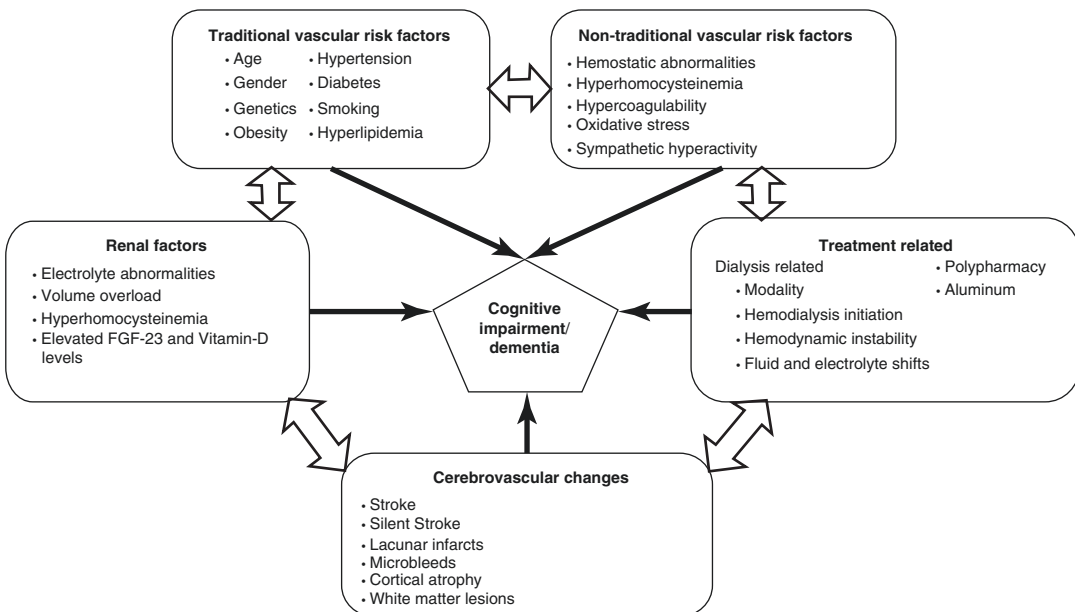 Traditional vascular risk factors
• Age
• Gender
• Genetics
• Obesity
• Hypertension
• Diabetes
• Smoking
• Hyperlipidemia
Non-traditional vascular risk factors
• Hemostatic abnormalities
• Hyperhomocysteinemia
• Hypercoagulability
• Oxidative stress
• Sympathetic hyperactivity
Renal factors
• Electrolyte abnormalities
• Volume overload
• Hyperhomocysteinemia
• Elevated FGF-23 and Vitamin-D
levels
Cognitive
impairment/
dementia
Treatment related
Dialysis related
• Modality
• Hemodialysis initiation
• Hemodynamic instability
• Fluid and electrolyte shifts
• Polypharmacy
• Aluminum
Cerebrovascular changes
• Stroke
• Silent Stroke
• Lacunar infarcts
• Microbleeds
• Cortical atrophy
• White matter lesions